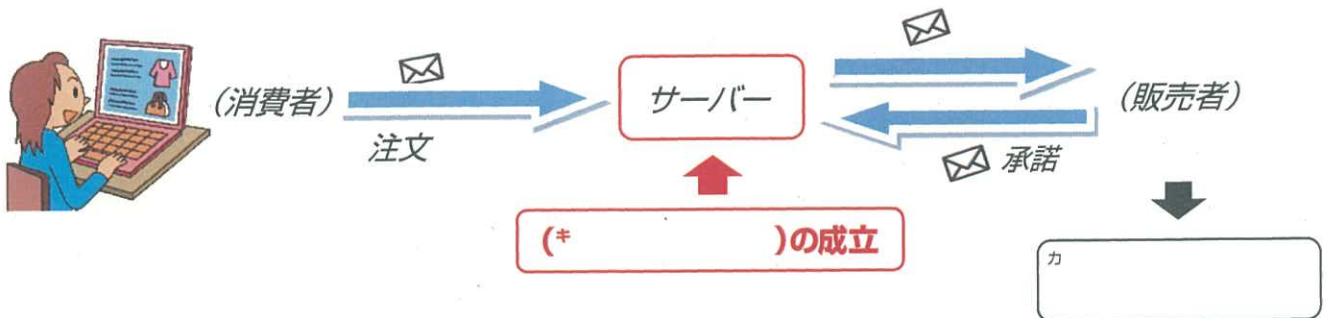 (消費者)
注文
サーバー
承諾
(販売者)
(キ )の成立
カ